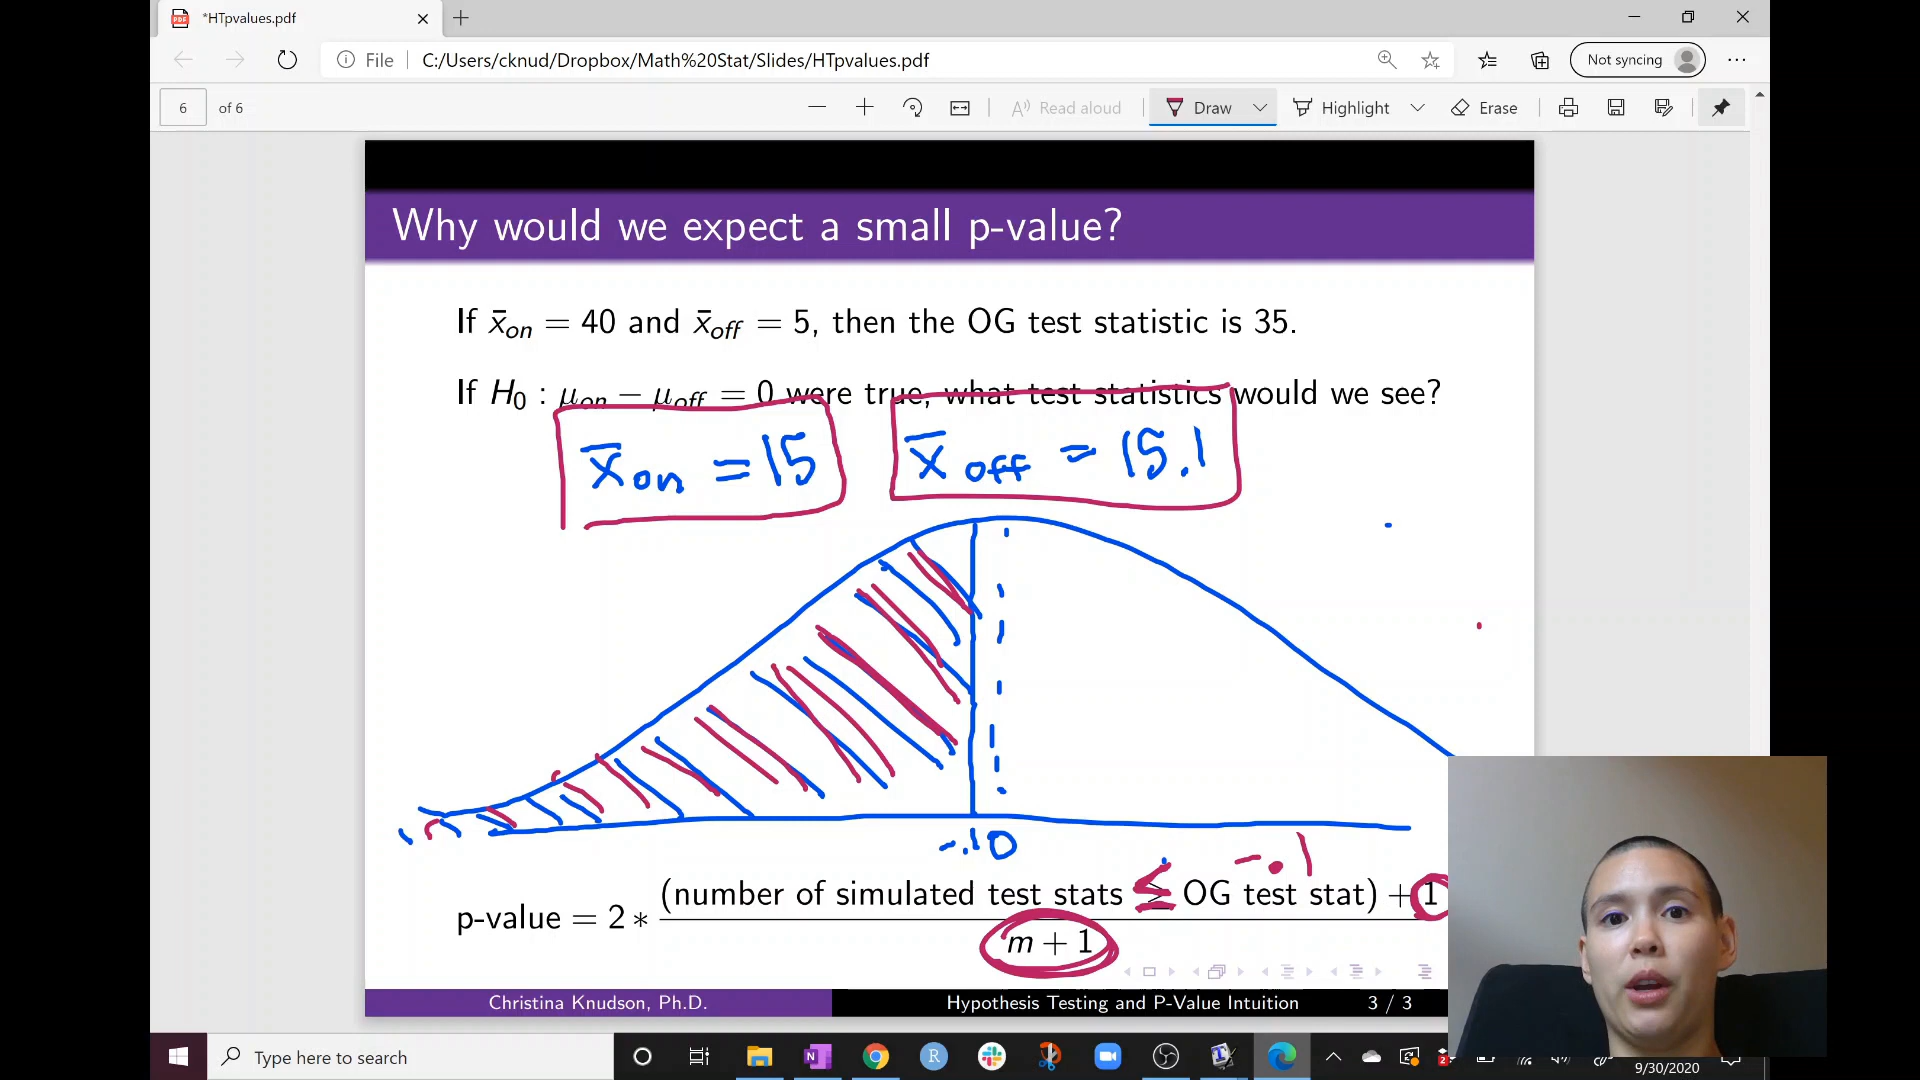 *HTpvalues.pdf
File C:/Users/cknud/Dropbox/Math%20Stat/Slides/HTpvalues.pdf Not syncing
6 of 6 Read aloud Draw Highlight Erase
Why would we expect a small p-value?
If x̄on = 40 and x̄off = 5, then the OG test statistic is 35.
If H0 : μon − μoff = 0 were true, what test statistics would we see?
x̄on = 15 x̄off = 15.1
-.1 0
-.1
(number of simulated test stats ≤ OG test stat) + 1
p-value = 2 *
m + 1
Christina Knudson, Ph.D. Hypothesis Testing and P-Value Intuition 3 / 3
Type here to search
9/30/2020